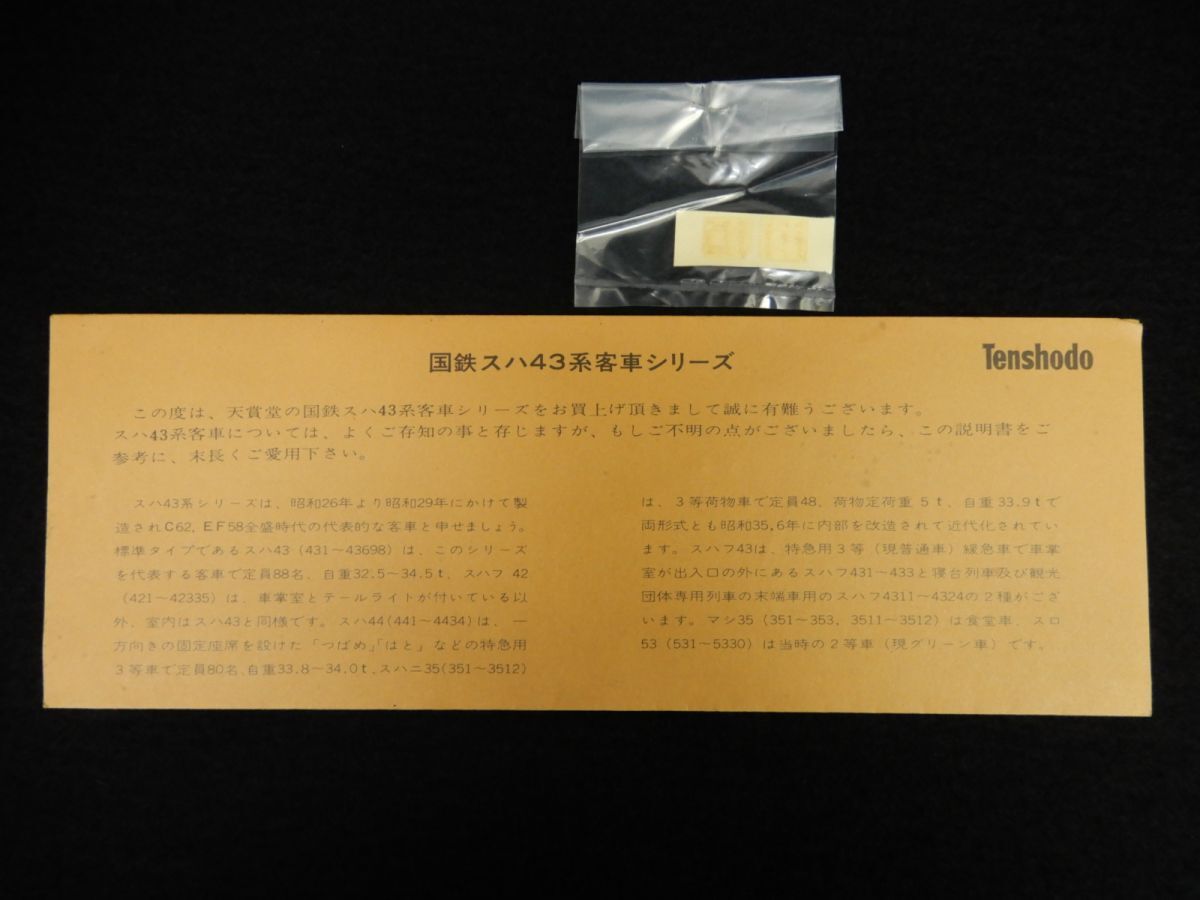 国鉄スハ43系客車シリーズ
Tenshodo
この度は、天賞堂の国鉄スハ43系客車シリーズをお買上げ頂きまして誠に有難うございます。
スハ43系客車については、よくご存知の事と存じますが、もしご不明の点がございましたら、この説明書をご
参考に、末長くご愛用下さい。
スハ43系シリーズは、昭和26年より昭和29年にかけて製
造されC62, EF58全盛時代の代表的な客車と申せましょう。
標準タイプであるスハ43（431〜43698）は、このシリーズ
を代表する客車で定員88名、自重32.5〜34.5t、スハフ 42
（421〜42335）は、車掌室とテールライトが付いている以
外、室内はスハ43と同様です。スハ44(441〜4434)は、一
方向きの固定座席を設けた「つばめ」「はと」などの特急用
3等車で定員80名、自重33.8〜34.0t、スハニ35(351〜3512)
は、3等荷物車で定員48、荷物定荷重 5t、自重33.9tで
両形式とも昭和35,6年に内部を改造されて近代化されてい
ます。スハフ43は、特急用3等（現普通車）緩急車で車掌
室が出入口の外にあるスハフ431〜433と寝台列車及び観光
団体専用列車の末端車用のスハフ4311〜4324の2種がござ
います。マシ35（351〜353, 3511〜3512）は食堂車、スロ
53（531〜5330）は当時の2等車（現グリーン車）です。